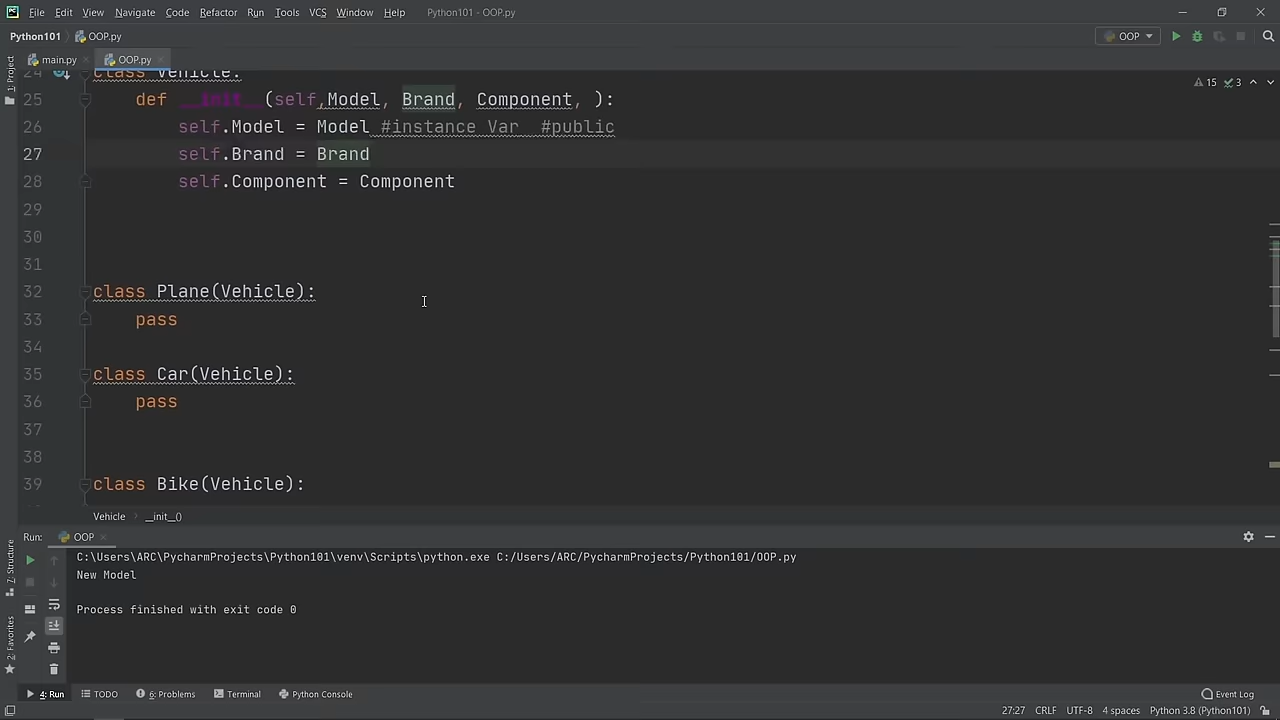 File Edit View Navigate Code Refactor Run Tools VCS Window Help Python101 - OOP.py
Python101 OOP.py OOP
1: Project main.py OOP.py
24 class Vehicle: 15 3
25 def __init__(self,Model, Brand, Component, ):
26 self.Model = Model #instance Var #public
27 self.Brand = Brand
28 self.Component = Component
29
30
31
32 class Plane(Vehicle):
33 pass
34
35 class Car(Vehicle):
36 pass
37
38
39 class Bike(Vehicle):
Vehicle __init__()
Run: OOP
C:\Users\ARC\PycharmProjects\Python101\venv\Scripts\python.exe C:/Users/ARC/PycharmProjects/Python101/OOP.py
New Model
Process finished with exit code 0
7: Structure
2: Favorites
4: Run TODO 6: Problems Terminal Python Console Event Log
27:27 CRLF UTF-8 4 spaces Python 3.8 (Python101)